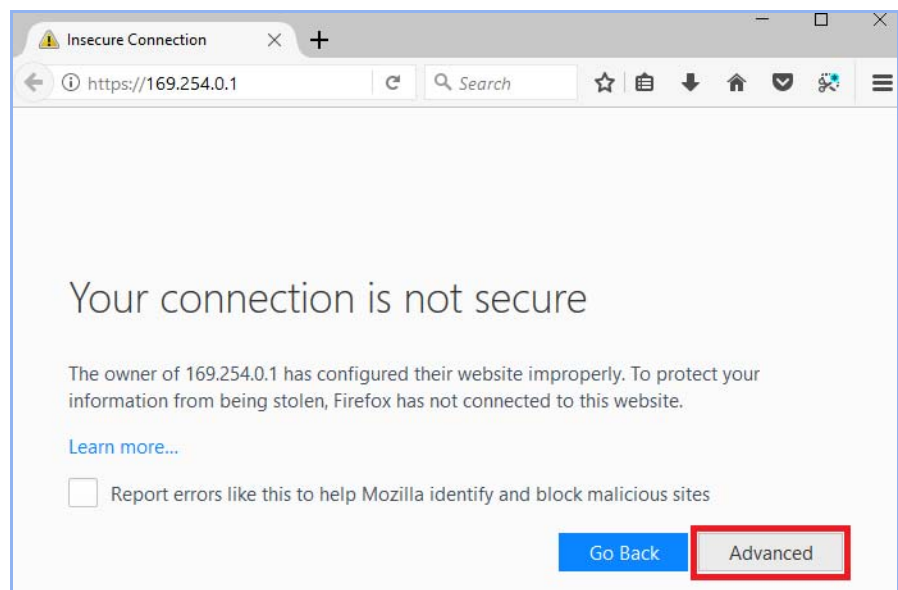 Insecure Connection
https://169.254.0.1
Search
Your connection is not secure
The owner of 169.254.0.1 has configured their website improperly. To protect your
information from being stolen, Firefox has not connected to this website.
Learn more...
Report errors like this to help Mozilla identify and block malicious sites
Go Back
Advanced